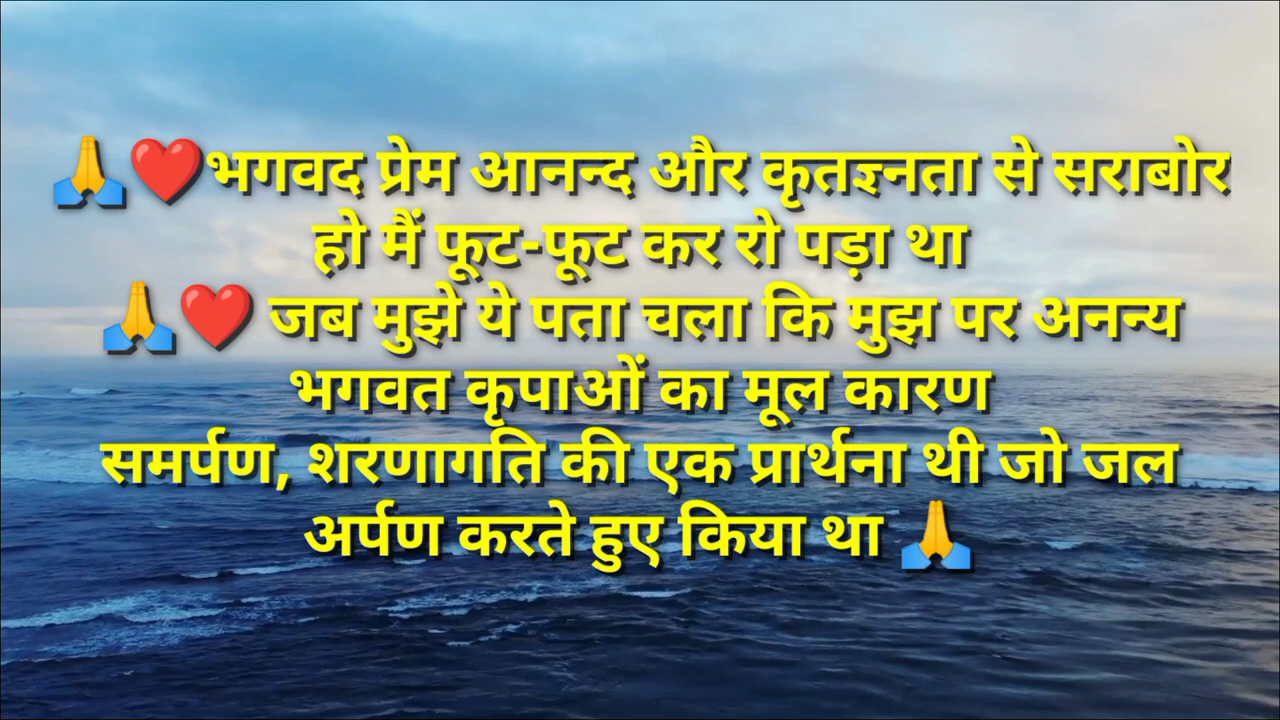 🙏❤️भगवद प्रेम आनन्द और कृतज्ञ्नता से सराबोर
हो मैं फूट-फूट कर रो पड़ा था
🙏❤️ जब मुझे ये पता चला कि मुझ पर अनन्य
भगवत कृपाओं का मूल कारण
समर्पण, शरणागति की एक प्रार्थना थी जो जल
अर्पण करते हुए किया था 🙏